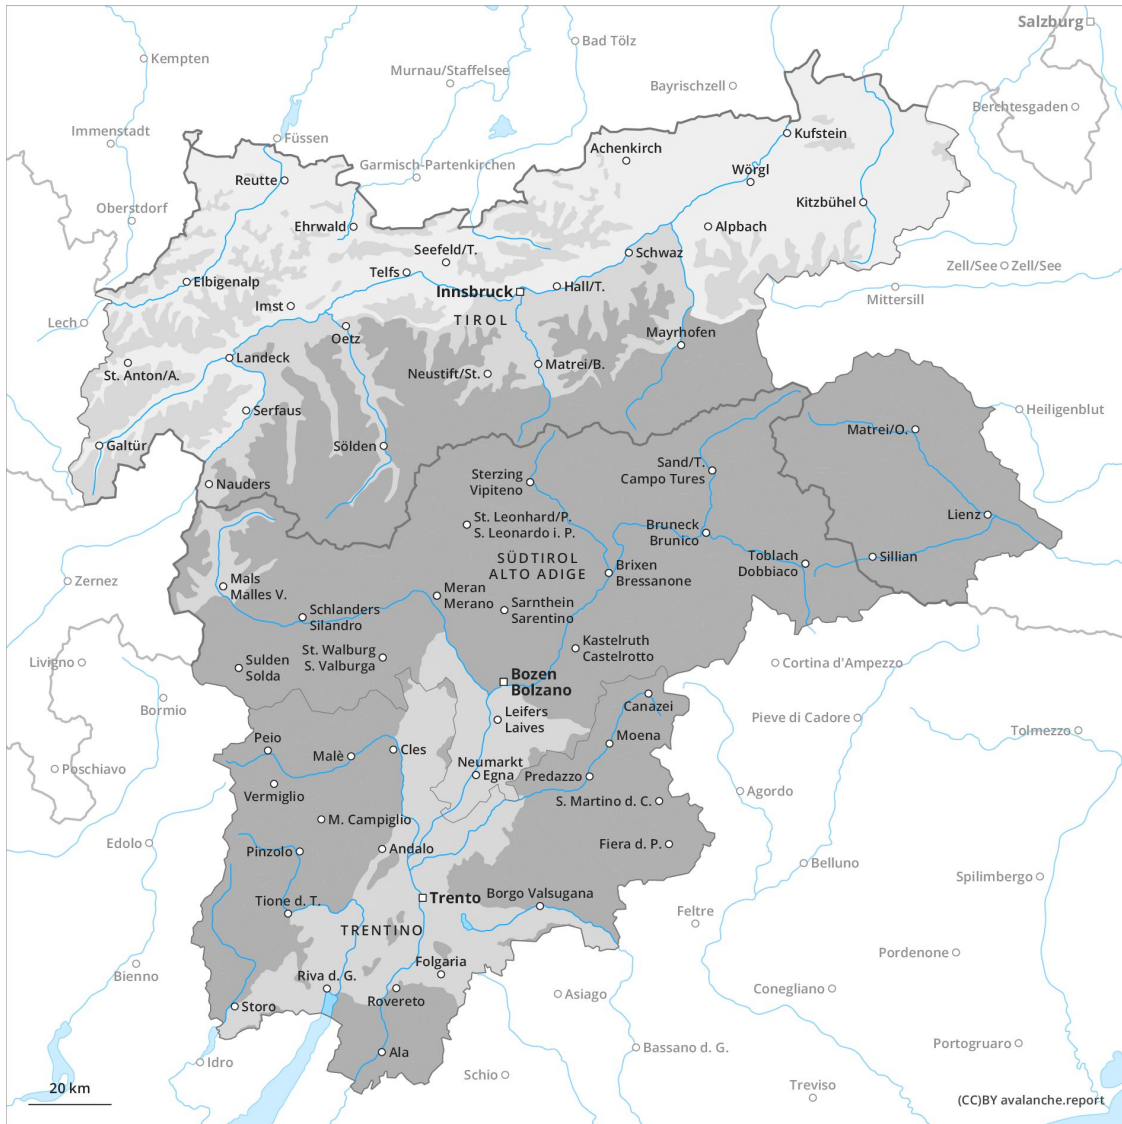 Salzburg
Bad Tölz
Kempten
Murnau/Staffelsee
Bayrischzell
Berchtesgaden
Immenstadt
Füssen
Kufstein
Achenkirch
Garmisch-Partenkirchen
Wörgl
Reutte
Oberstdorf
Kitzbühel
Ehrwald
Alpbach
Seefeld/T.
Schwaz
Telfs
Zell/See
Zell/See
Elbigenalp
Hall/T.
Innsbruck
Mittersill
Imst
TIROL
Lech
Oetz
Mayrhofen
Landeck
Matrei/B.
St. Anton/A.
Neustift/St.
Serfaus
Heiligenblut
Matrei/O.
Galtür
Sölden
Sand/T.
Campo Tures
Sterzing
Vipiteno
Nauders
Lienz
St. Leonhard/P.
S. Leonardo i. P.
Bruneck
Brunico
SÜDTIROL
ALTO ADIGE
Toblach
Dobbiaco
Sillian
Brixen
Bressanone
Zernez
Mals
Malles V.
Meran
Merano
Schlanders
Silandro
Sarnthein
Sarentino
St. Walburg
S. Valburga
Kastelruth
Castelrotto
Livigno
Sulden
Solda
Cortina d'Ampezzo
Bozen
Bolzano
Bormio
Canazei
Leifers
Laives
Pieve di Cadore
Tolmezzo
Peio
Moena
Malè
Cles
Poschiavo
Neumarkt
Egna
Predazzo
Vermiglio
Agordo
S. Martino d. C.
M. Campiglio
Edolo
Fiera d. P.
Pinzolo
Andalo
Belluno
Spilimbergo
Borgo Valsugana
Trento
Tione d. T.
Feltre
TRENTINO
Pordenone
Folgaria
Bienno
Riva d. G.
Conegliano
Asiago
Rovereto
Storo
Portogruaro
Bassano d. G.
Ala
Idro
Schio
Treviso
20 km
(CC)BY avalanche.report